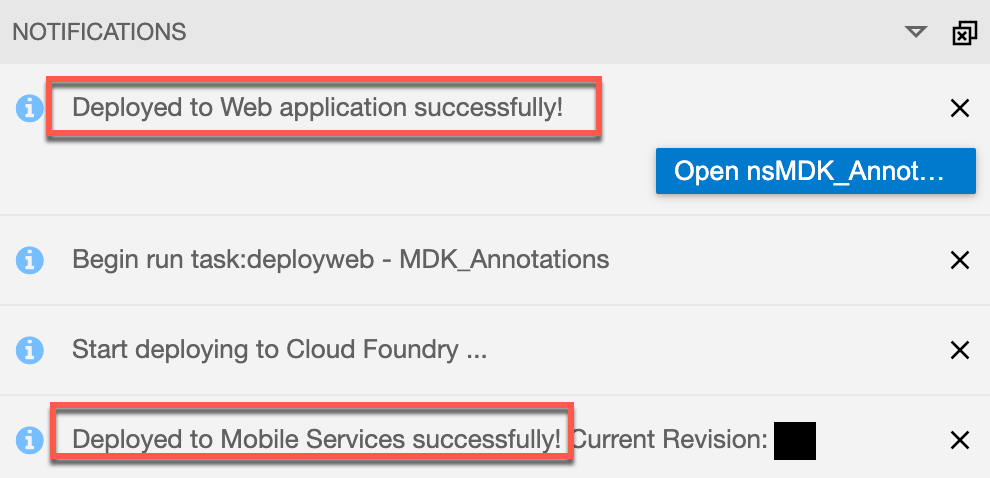 NOTIFICATIONS
Deployed to Web application successfully!
Open nsMDK_Annot...
Begin run task:deployweb - MDK_Annotations
Start deploying to Cloud Foundry ...
Deployed to Mobile Services successfully! Current Revision: